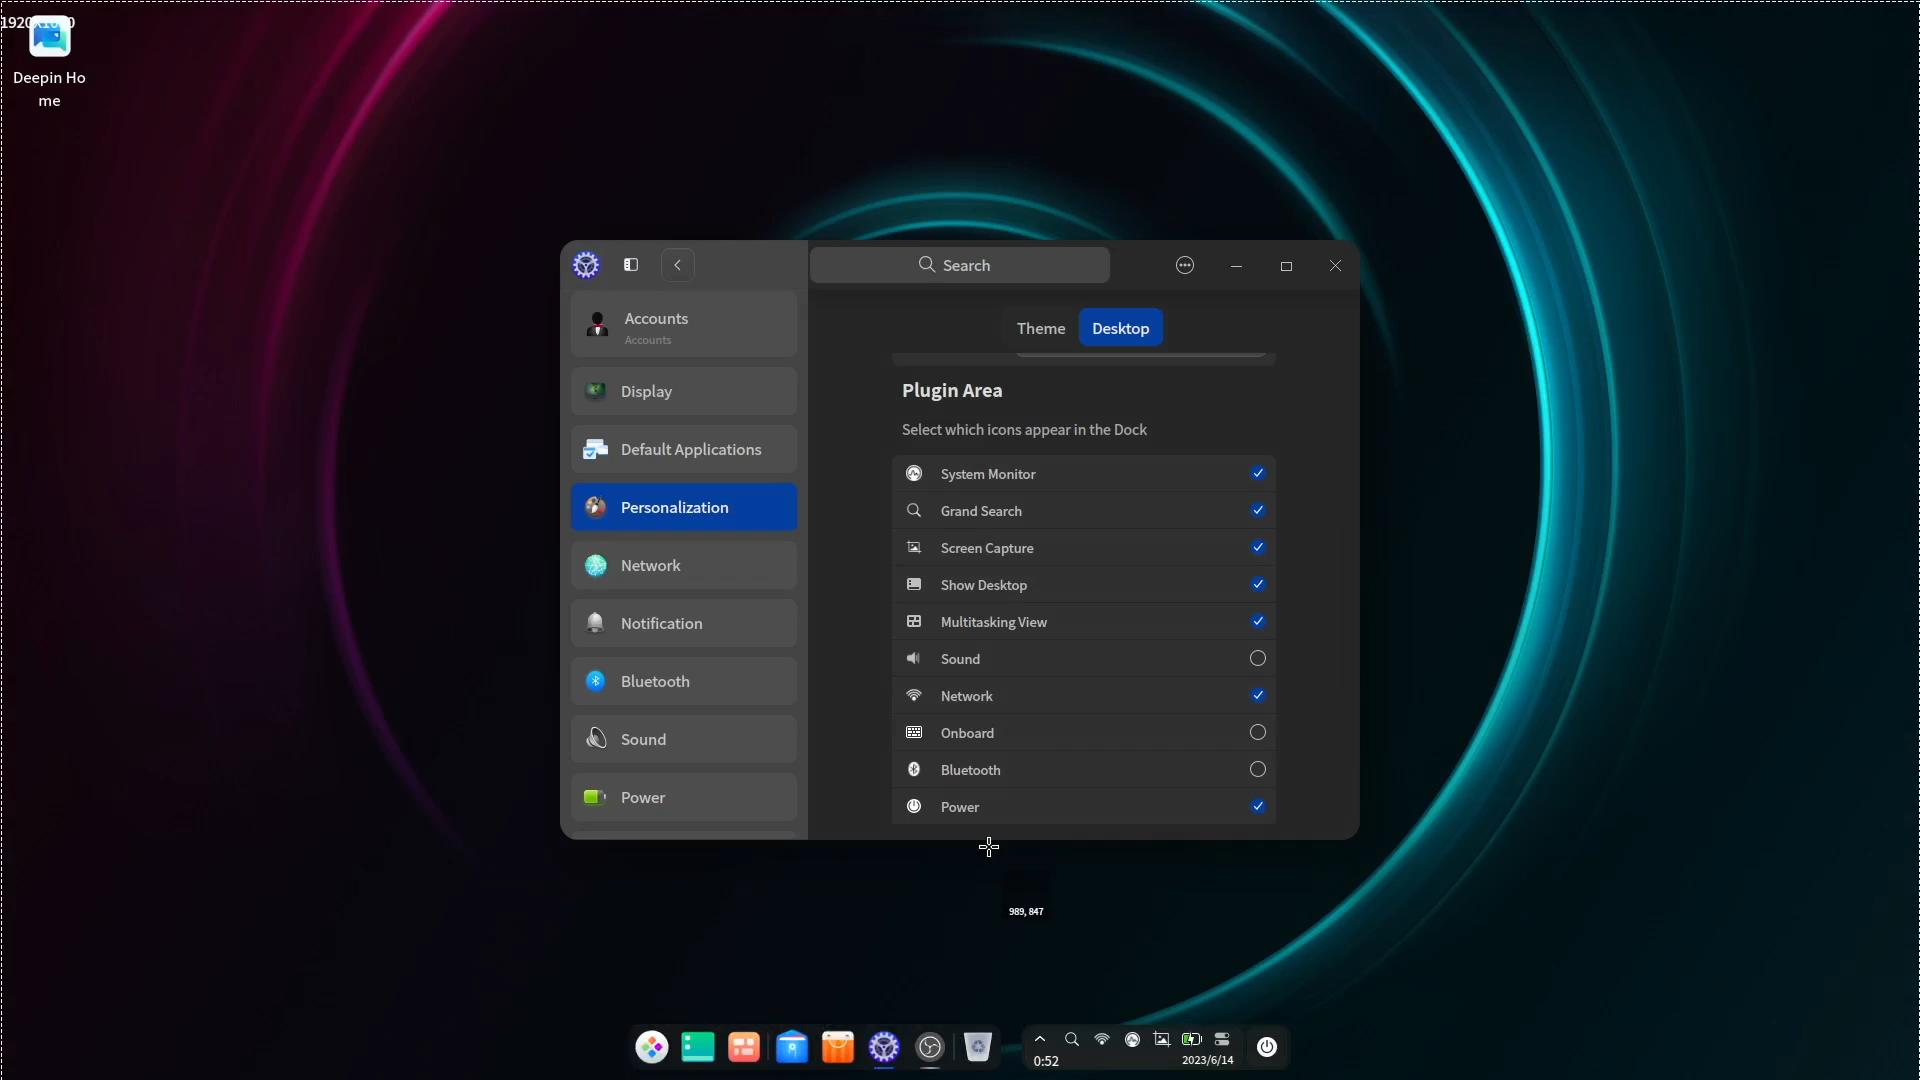 Deepin Ho
me
Search
Accounts
Accounts
Display
Default Applications
Personalization
Network
Notification
Bluetooth
Sound
Power
Theme
Desktop
Plugin Area
Select which icons appear in the Dock
System Monitor
Grand Search
Screen Capture
Show Desktop
Multitasking View
Sound
Network
Onboard
Bluetooth
Power
989, 847
0:52
2023/6/14